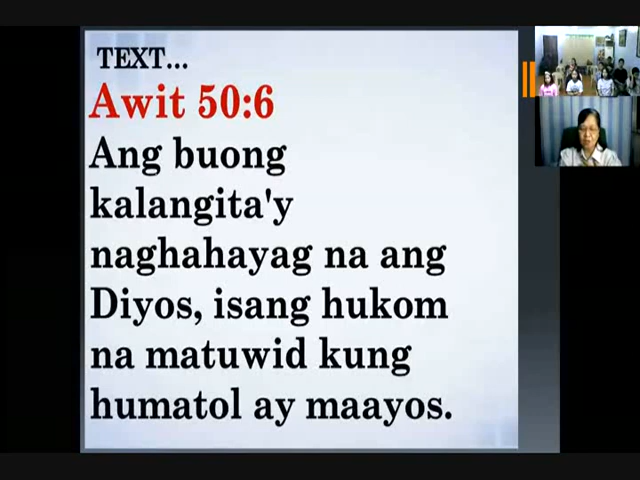 TEXT...
Awit 50:6
Ang buong
kalangita'y
naghahayag na ang
Diyos, isang hukom
na matuwid kung
humatol ay maayos.